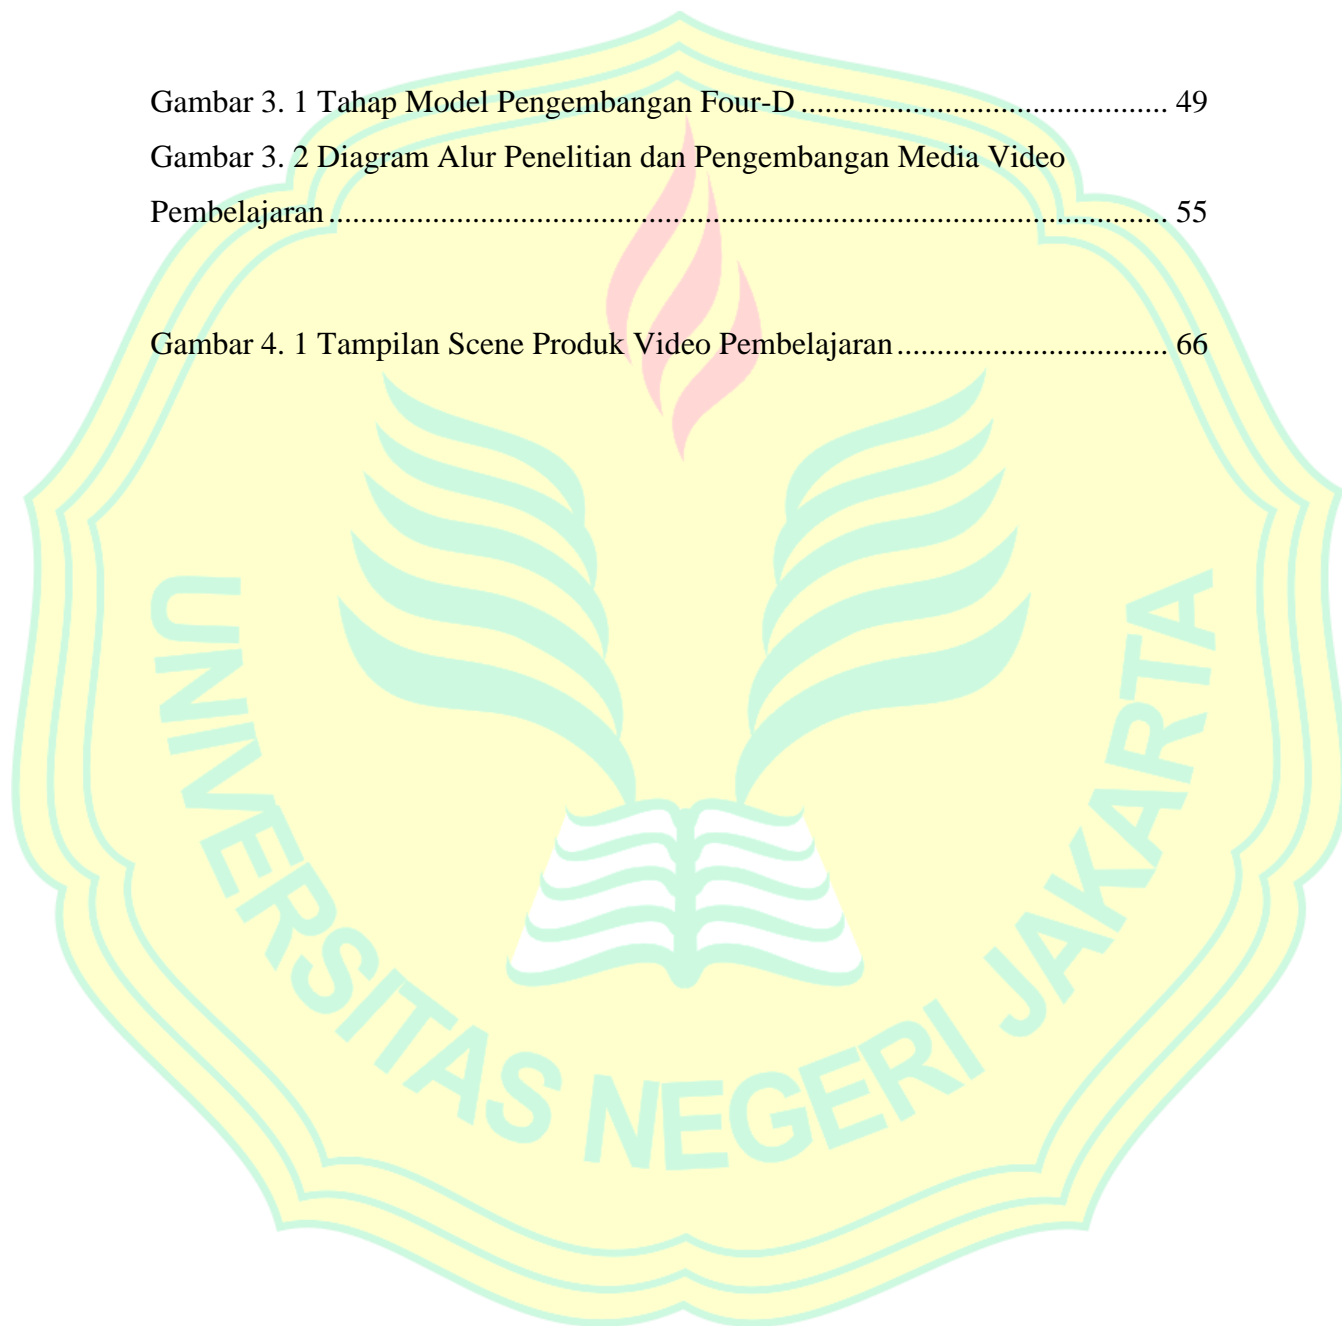 Gambar 3. 1 Tahap Model Pengembangan Four-D .............................................. 49
Gambar 3. 2 Diagram Alur Penelitian dan Pengembangan Media Video
Pembelajaran ......................................................................................................... 55
Gambar 4. 1 Tampilan Scene Produk Video Pembelajaran .................................. 66
UNIVERSITAS NEGERI JAKARTA